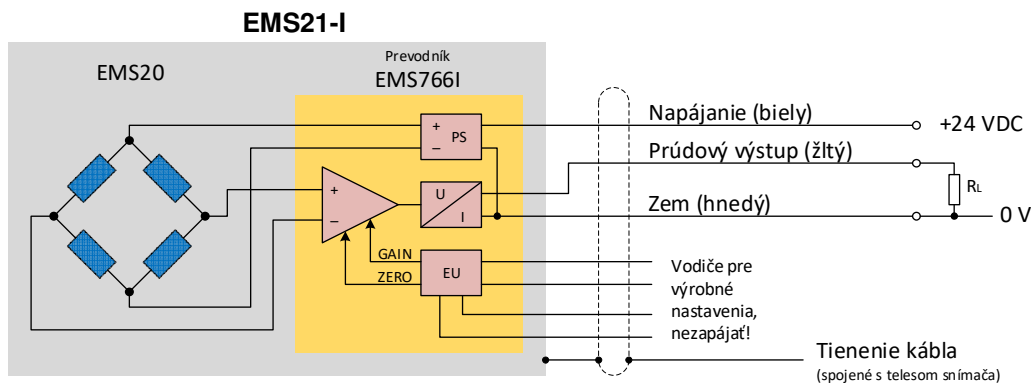 EMS21-I
Prevodník
EMS20
EMS766I
Napájanie (biely)
+24 VDC
+
PS
−
Prúdový výstup (žltý)
+
U
RL
I
−
Zem (hnedý)
0 V
GAIN
EU
ZERO
Vodiče pre
výrobné
nastavenia,
nezapájať!
Tienenie kábla
(spojené s telesom snímača)